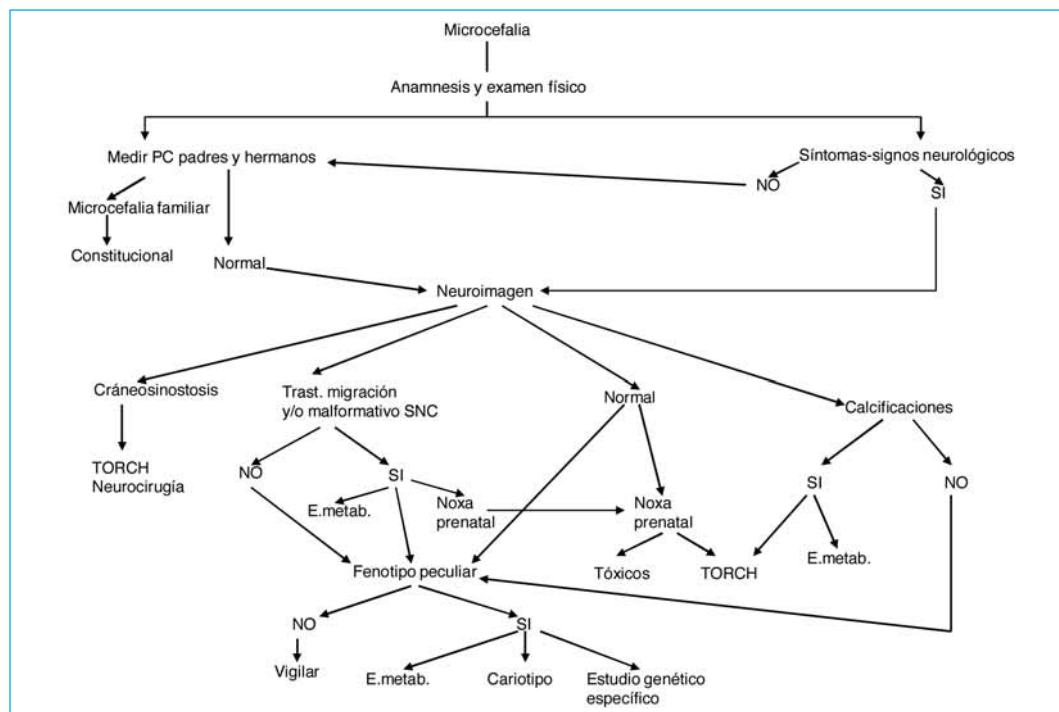 Microcefalia
Anamnesis y examen físico
Medir PC padres y hermanos
Síntomas-signos neurológicos
NO
SI
Microcefalia familiar
Constitucional
Normal
Neuroimagen
Cráneosinostosis
Trast. migración
y/o malformativo SNC
Normal
Calcificaciones
TORCH
Neurocirugía
NO
SI
E.metab.
Noxa
prenatal
Noxa
prenatal
SI
NO
E.metab.
Tóxicos
TORCH
Fenotipo peculiar
NO
SI
Vigilar
E.metab.
Cariotipo
Estudio genético
específico